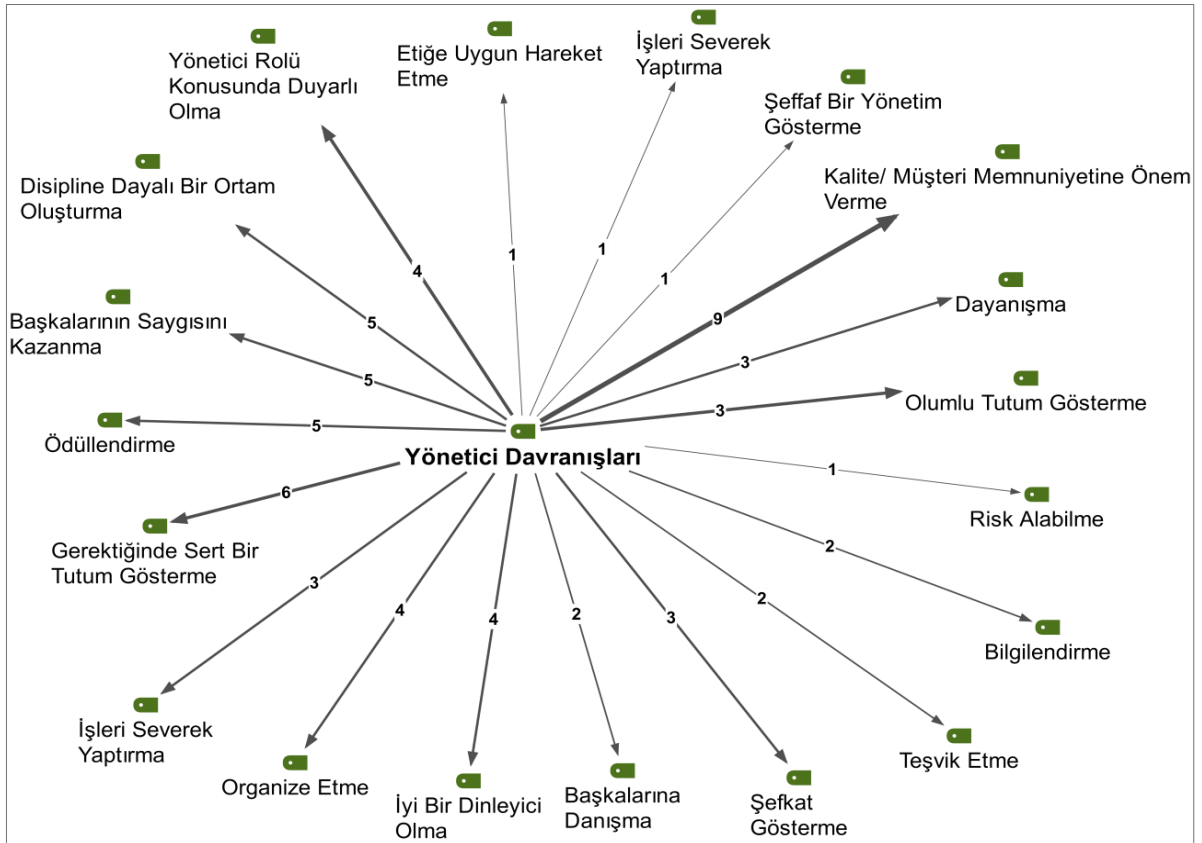 Yönetici Rolü
Konusunda Duyarlı
Olma
Etiğe Uygun Hareket
Etme
İşleri Severek
Yaptırma
Şeffaf Bir Yönetim
Gösterme
Disipline Dayalı Bir Ortam
Oluşturma
Kalite/ Müşteri Memnuniyetine Önem
Verme
Başkalarının Saygısını
Kazanma
Dayanışma
Ödüllendirme
Olumlu Tutum Gösterme
4
1
1
1
5
9
3
5
5
3
Yönetici Davranışları
6
1
3
4
4
2
3
2
2
Gerektiğinde Sert Bir
Tutum Gösterme
Risk Alabilme
Bilgilendirme
İşleri Severek
Yaptırma
Organize Etme
İyi Bir Dinleyici
Olma
Başkalarına
Danışma
Şefkat
Gösterme
Teşvik Etme